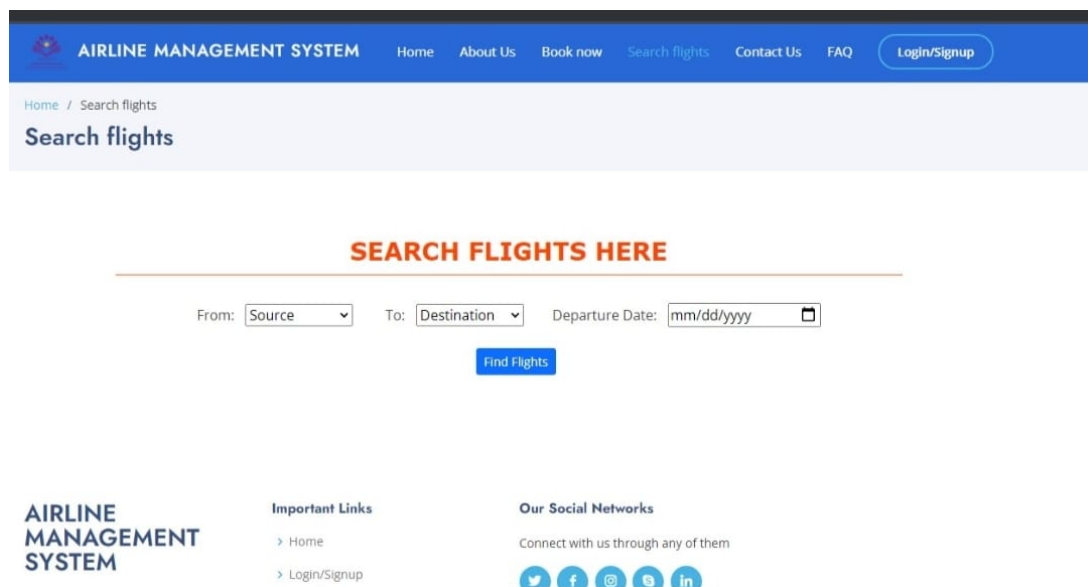 AIRLINE MANAGEMENT SYSTEM Home About Us Book now Search flights Contact Us FAQ Login/Signup
Home / Search flights
Search flights
SEARCH FLIGHTS HERE
From: Source To: Destination Departure Date: mm/dd/yyyy
Find Flights
AIRLINE
MANAGEMENT
SYSTEM
Important Links
> Home
> Login/Signup
Our Social Networks
Connect with us through any of them